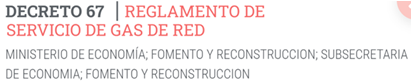 DECRETO 67 | REGLAMENTO DE
SERVICIO DE GAS DE RED
MINISTERIO DE ECONOMÍA; FOMENTO Y RECONSTRUCCION; SUBSECRETARIA
DE ECONOMIA; FOMENTO Y RECONSTRUCCION